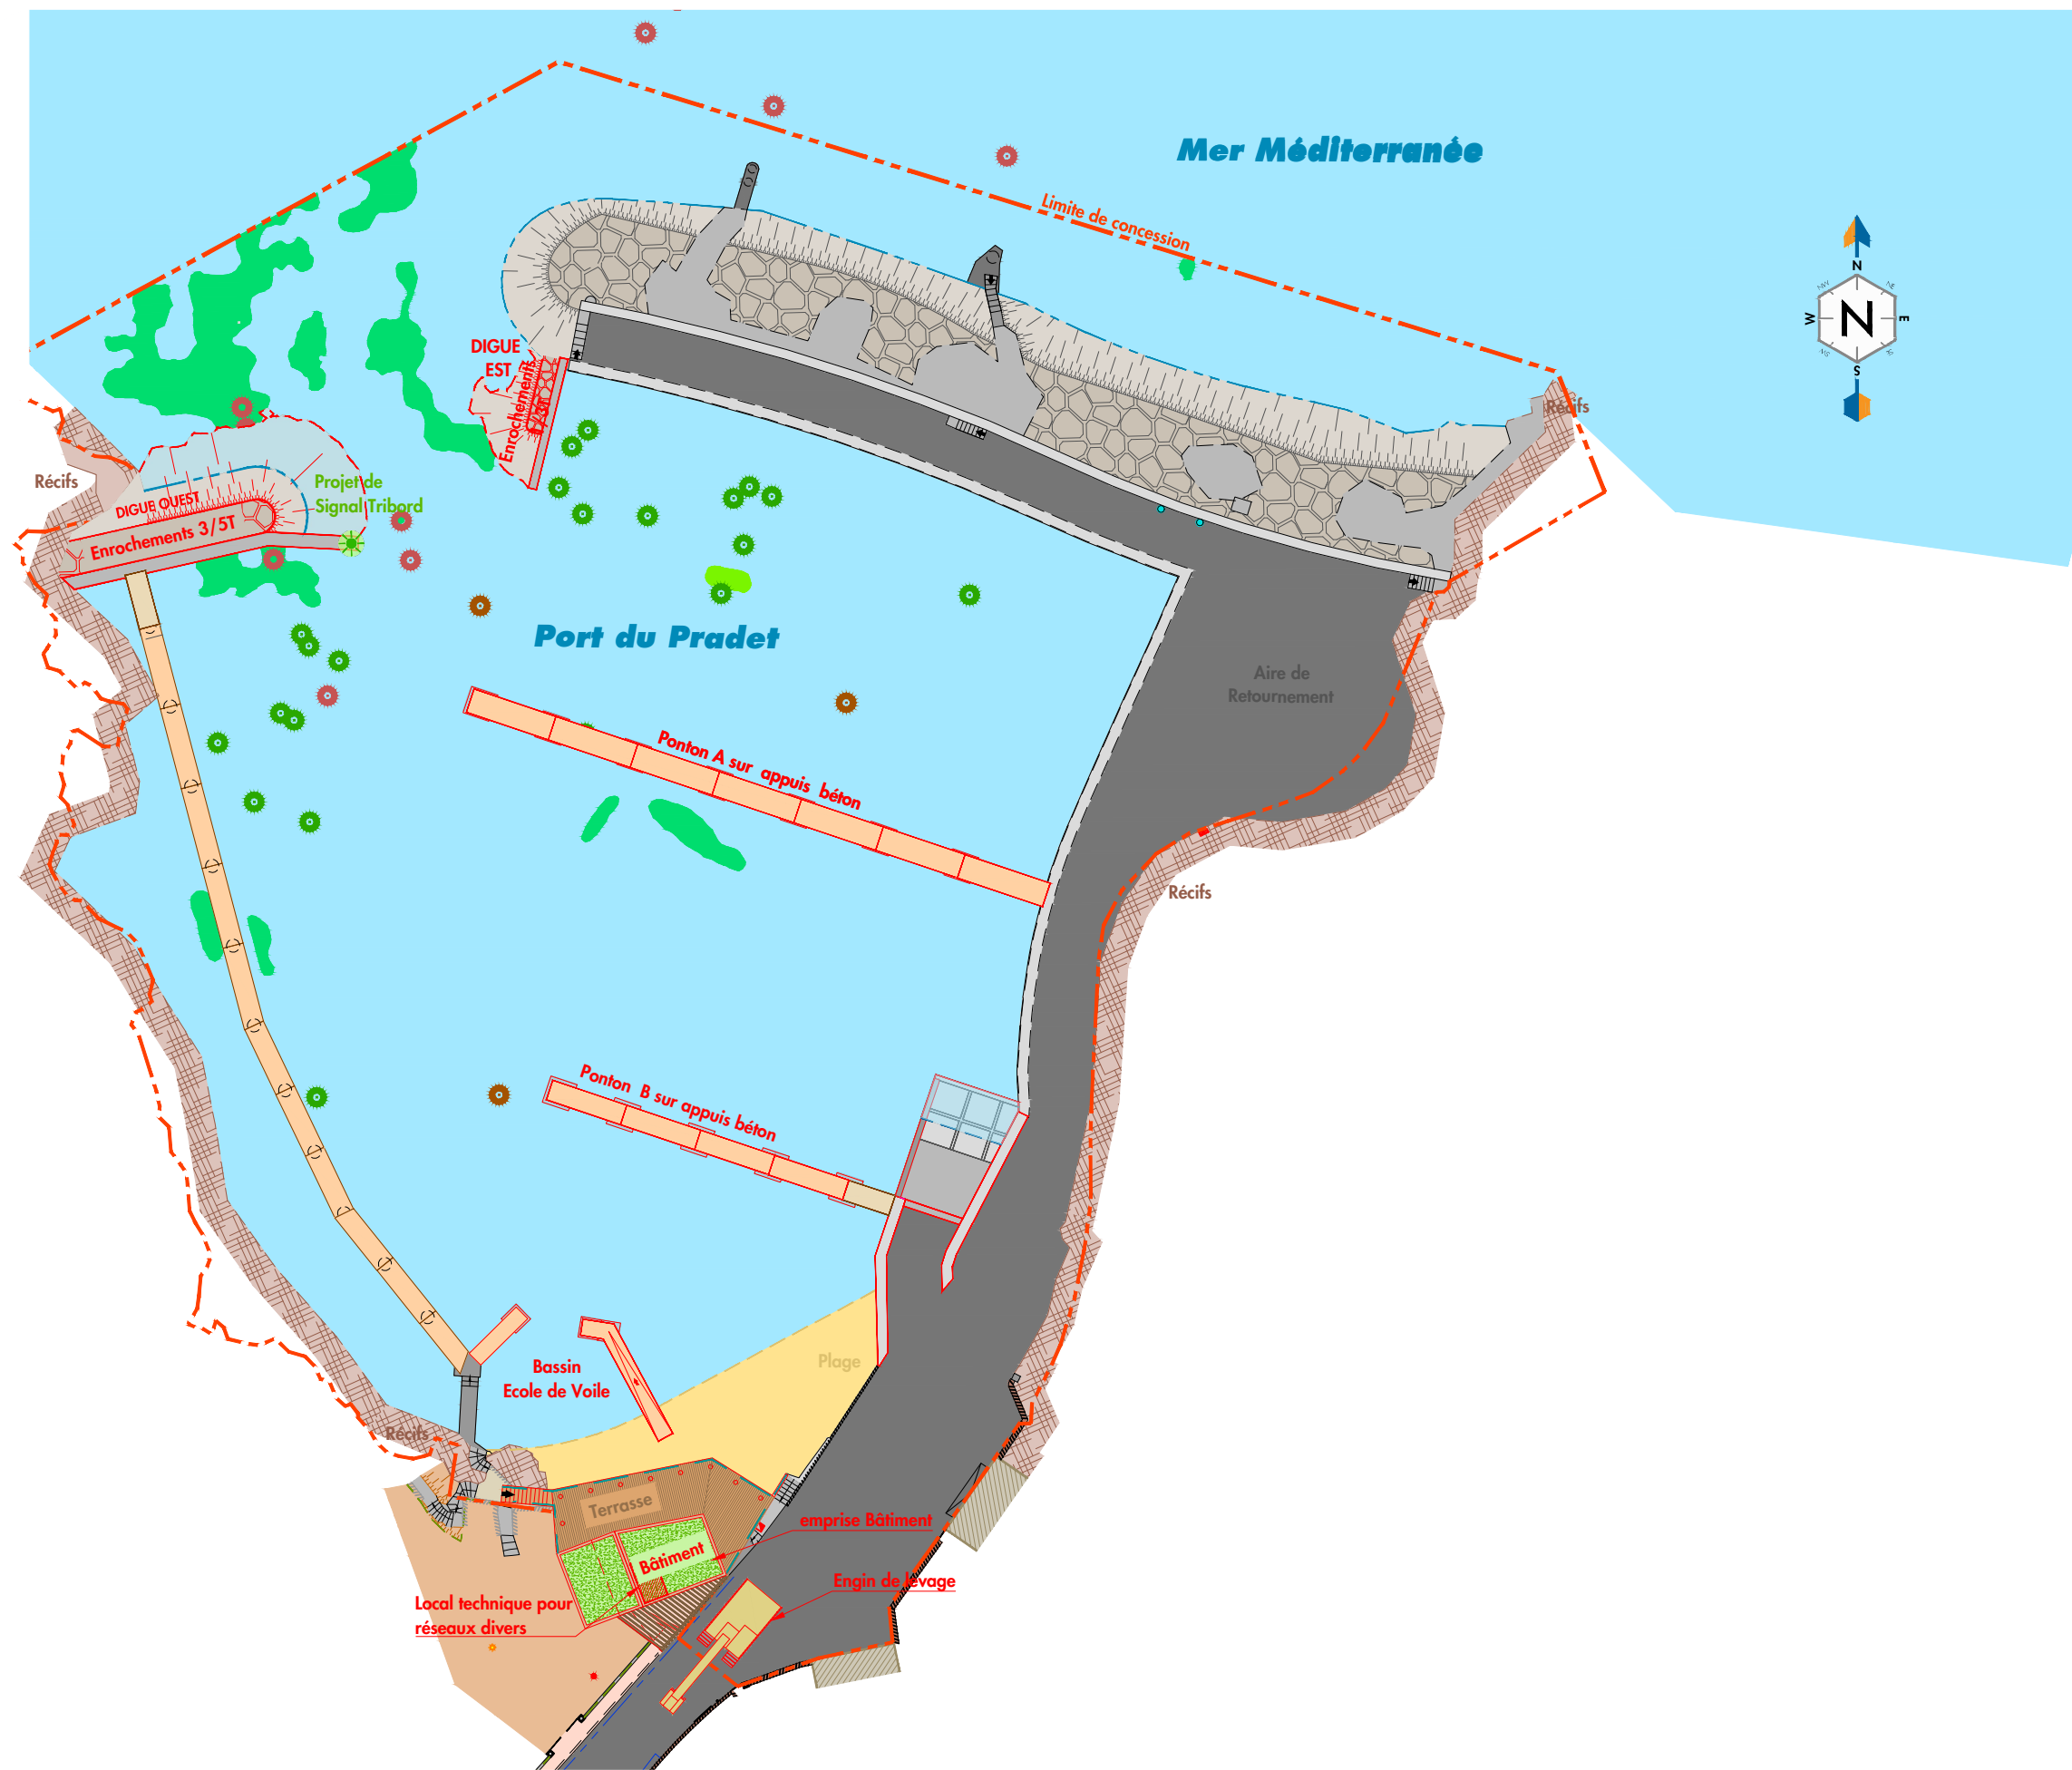 Mer Méditerranée
Limite de concession
N
NW
NE
W
N
E
S
DIGUE
EST
Enrochements
Récifs
Récifs
Projet de
Signal Tribord
DIGUE OUEST
Enrochements 3/5T
Port du Pradet
Aire de
Retournement
Ponton A sur appuis béton
Récifs
Ponton B sur appuis béton
Plage
Bassin
Ecole de Voile
Récifs
Terrasse
emprise Bâtiment
Bâtiment
Engin de levage
Local technique pour
réseaux divers